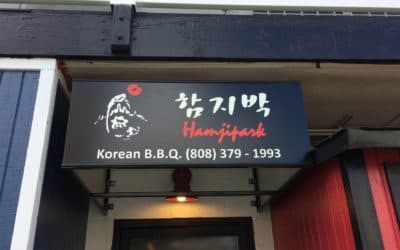 함지박
Hamjipark
Korean B.B.Q. (808) 379 - 1993